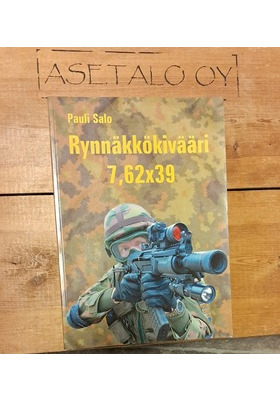 ASETALO OY
Pauli Salo
Rynnäkkökivääri
7,62x39